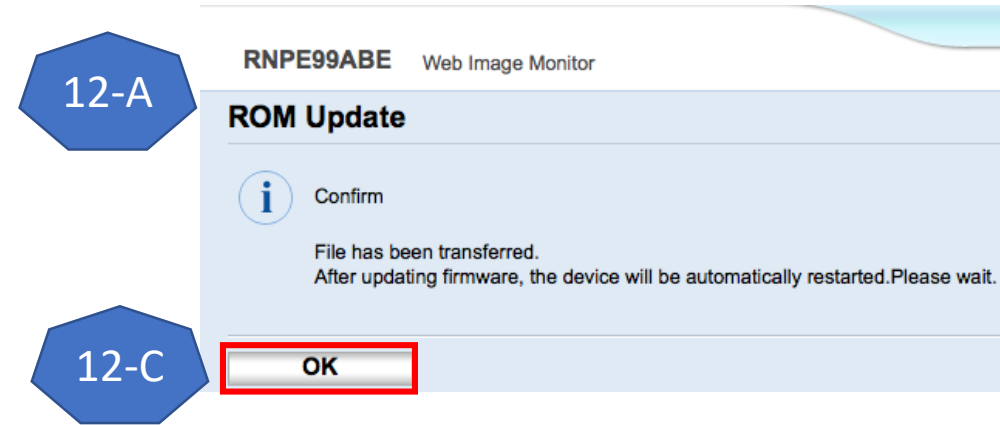 12-A
RNPE99ABE Web Image Monitor
ROM Update
i Confirm
File has been transferred.
After updating firmware, the device will be automatically restarted.Please wait.
12-C
OK